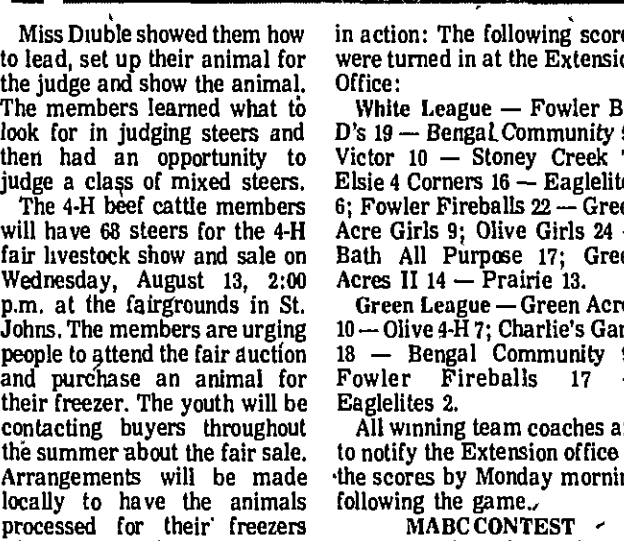 Miss Diuble showed them how
to lead, set up their animal for
the judge and show the animal.
The members learned what to
look for in judging steers and
then had an opportunity to
judge a class of mixed steers.
The 4-H beef cattle members
will have 68 steers for the 4-H
fair livestock show and sale on
Wednesday, August 13, 2:00
p.m. at the fairgrounds in St.
Johns. The members are urging
people to attend the fair auction
and purchase an animal for
their freezer. The youth will be
contacting buyers throughout
the summer about the fair sale.
Arrangements will be made
locally to have the animals
processed for their freezers
in action: The following
were turned in at the
Office:
White League — Fowler
D's 19 — Bengal Community
Victor 10 — Stoney Creek
Elsie 4 Corners 16 —
6; Fowler Fireballs 22 —
Acre Girls 9; Olive Girls 24
Bath All Purpose 17;
Acres II 14 — Prairie 13.
Green League — Green
10 — Olive 4-H 7; Charlie's
18 — Bengal Community
Fowler Fireballs 17
Eaglelites 2.
All winning team coaches
to notify the Extension office
the scores by Monday
following the game.
MABC CONTEST